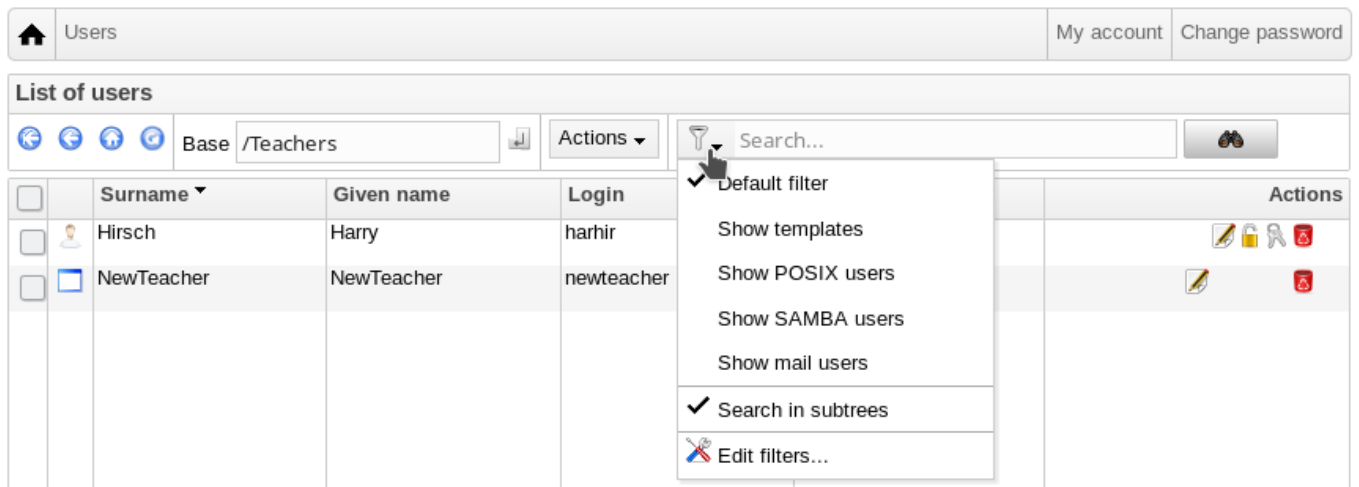 Users My account Change password
List of users
Base /Teachers Actions Search...
Surname Given name Login Actions
Default filter
Hirsch Harry harhir
Show templates
NewTeacher NewTeacher newteacher
Show POSIX users
Show SAMBA users
Show mail users
Search in subtrees
Edit filters...